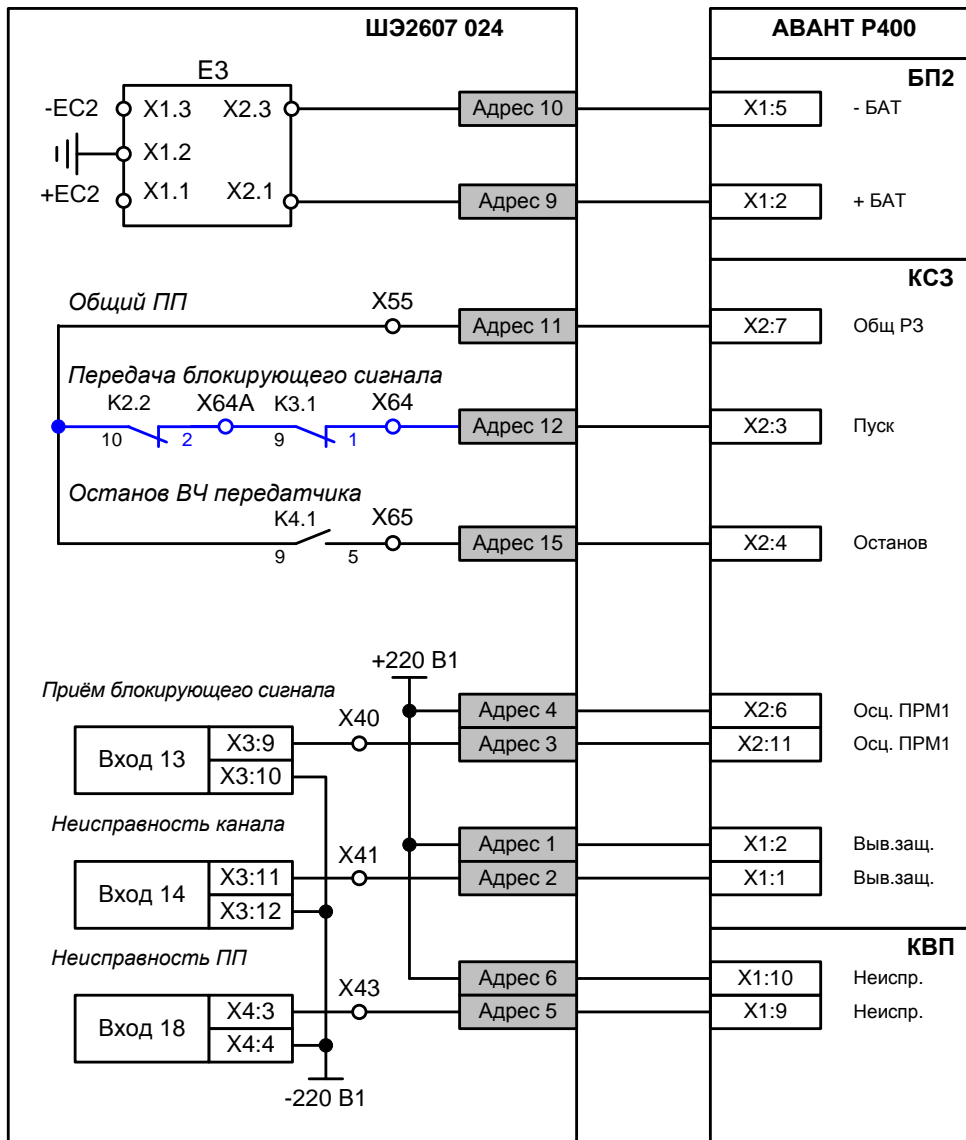 ШЭ2607 024
АВАНТ Р400
E3
БП2
-EC2 X1.3 X2.3 Адрес 10 X1:5 - БАТ
X1.2
+EC2 X1.1 X2.1 Адрес 9 X1:2 + БАТ
КСЗ
Общий ПП X55 Адрес 11 X2:7 Общ РЗ
Передача блокирующего сигнала
K2.2 X64A K3.1 X64
10 2 9 1 Адрес 12 X2:3 Пуск
Останов ВЧ передатчика
K4.1 X65
9 5 Адрес 15 X2:4 Останов
+220 В1
Приём блокирующего сигнала
X40 Адрес 4 X2:6 Осц. ПРМ1
Вход 13 X3:9 Адрес 3 X2:11 Осц. ПРМ1
X3:10
Неисправность канала
X41 Адрес 1 X1:2 Выв.защ.
Вход 14 X3:11 Адрес 2 X1:1 Выв.защ.
X3:12
КВП
Неисправность ПП
X43 Адрес 6 X1:10 Неиспр.
Вход 18 X4:3 Адрес 5 X1:9 Неиспр.
X4:4
-220 В1